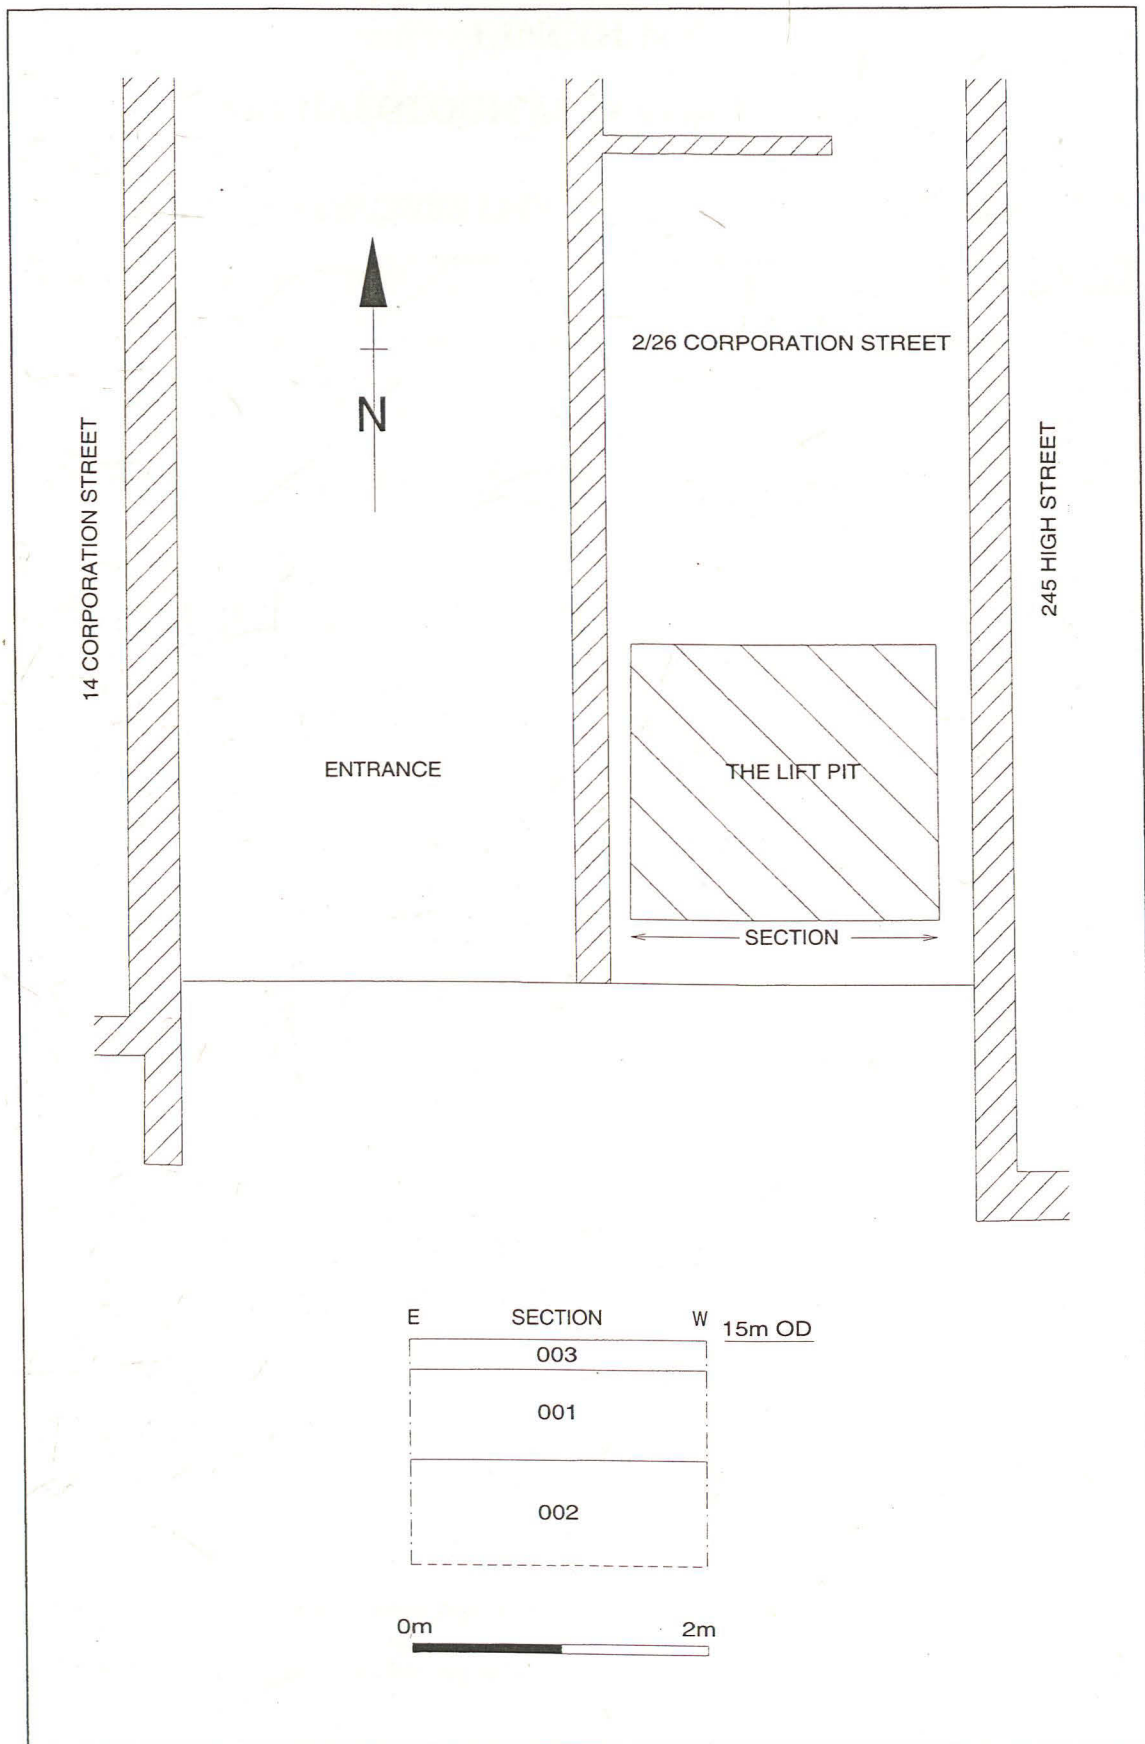 2/26 CORPORATION STREET
N
14 CORPORATION STREET
245 HIGH STREET
ENTRANCE
THE LIFT PIT
SECTION
E SECTION W 15m OD
003
001
002
0m 2m